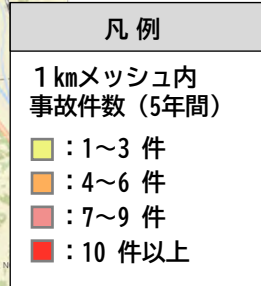 凡例
１kmメッシュ内
事故件数（5年間）
：1～3 件
：4～6 件
：7～9 件
：10 件以上